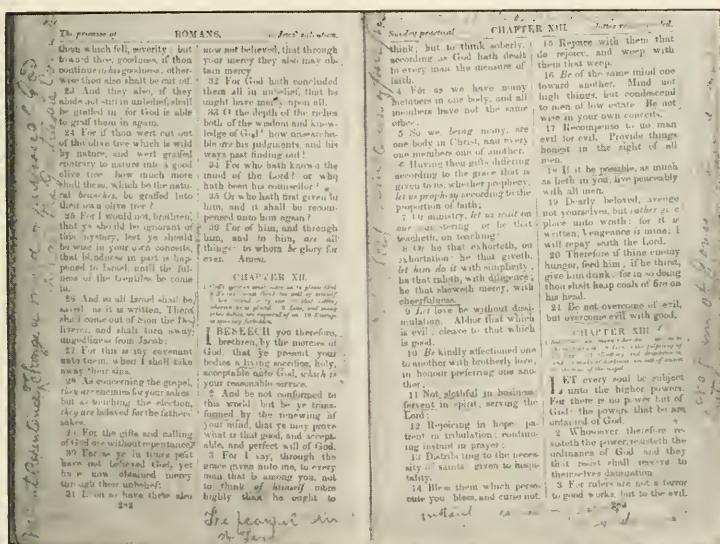 The promise of
ROMANS.
them which fell, severity; but
toward thee, goodness, if thou
continue in his goodness: other-
wise thou also shalt be cut off.
23 And they also, if they
abide not still in unbelief, shall
be graffed in: for God is able
to graff them in again.
24 For if thou wert cut out
of the olive tree which is wild
by nature, and wert graffed
contrary to nature into a good
olive tree: how much more
shall these, which be the natu-
ral branches, be graffed into
their own olive tree?
25 For I would not, brethren,
that ye should be ignorant of
this mystery, lest ye should
be wise in your own conceits,
that blindness in part is hap-
pened to Israel, until the ful-
ness of the Gentiles be come
in.
26 And so all Israel shall be
saved: as it is written, There
shall come out of Sion the De-
liverer, and shall turn away
ungodliness from Jacob:
27 For this is my covenant
unto them, when I shall take
away their sins.
28 As concerning the gospel,
they are enemies for your sakes:
but as touching the election,
they are beloved for the fathers'
sakes.
29 For the gifts and calling
of God are without repentance.
30 For as ye in times past
have not believed God, yet
have now obtained mercy
through their unbelief:
31 Even so have these also
now not believed, that through
your mercy they also may ob-
tain mercy.
32 For God hath concluded
them all in unbelief, that he
might have mercy upon all.
33 O the depth of the riches
both of the wisdom and know-
ledge of God! how unsearcha-
ble are his judgments, and his
ways past finding out!
34 For who hath known the
mind of the Lord? or who
hath been his counsellor?
35 Or who hath first given to
him, and it shall be recom-
pensed unto him again?
36 For of him, and through
him, and to him, are all
things: to whom be glory for
ever. Amen.
CHAPTER XII.
I BESEECH you therefore,
brethren, by the mercies of
God, that ye present your
bodies a living sacrifice, holy,
acceptable unto God, which is
your reasonable service.
2 And be not conformed to
this world: but be ye trans-
formed by the renewing of
your mind, that ye may prove
what is that good, and accept-
able, and perfect will of God.
3 For I say, through the
grace given unto me, to every
man that is among you, not
to think of himself more
highly than he ought to
CHAPTER XIII.
Sundry practical
think; but to think soberly,
according as God hath dealt
to every man the measure of
faith.
4 For as we have many
members in one body, and all
members have not the same
office:
5 So we, being many, are
one body in Christ, and every
one members one of another.
6 Having then gifts differing
according to the grace that is
given to us, whether prophecy,
let us prophesy according to the
proportion of faith;
7 Or ministry, let us wait on
our ministering: or he that
teacheth, on teaching;
8 Or he that exhorteth, on
exhortation: he that giveth,
let him do it with simplicity;
he that ruleth, with diligence;
he that sheweth mercy, with
cheerfulness.
9 Let love be without dissi-
mulation. Abhor that which
is evil; cleave to that which
is good.
10 Be kindly affectioned one
to another with brotherly love;
in honour preferring one ano-
ther;
11 Not slothful in business;
fervent in spirit; serving the
Lord;
12 Rejoicing in hope; pa-
tient in tribulation; continu-
ing instant in prayer;
13 Distributing to the neces-
sity of saints; given to hospi-
tality.
14 Bless them which perse-
cute you: bless, and curse not.
15 Rejoice with them that
do rejoice, and weep with
them that weep.
16 Be of the same mind one
toward another. Mind not
high things, but condescend
to men of low estate. Be not
wise in your own conceits.
17 Recompense to no man
evil for evil. Provide things
honest in the sight of all
men.
18 If it be possible, as much
as lieth in you, live peaceably
with all men.
19 Dearly beloved, avenge
not yourselves, but rather give
place unto wrath: for it is
written, Vengeance is mine; I
will repay, saith the Lord.
20 Therefore if thine enemy
hunger, feed him; if he thirst,
give him drink: for in so doing
thou shalt heap coals of fire on
his head.
21 Be not overcome of evil,
but overcome evil with good.
CHAPTER XIII
LET every soul be subject
unto the higher powers.
For there is no power but of
God: the powers that be are
ordained of God.
2 Whosoever therefore re-
sisteth the power, resisteth the
ordinance of God: and they
that resist shall receive to
themselves damnation.
3 For rulers are not a terror
to good works, but to the evil.